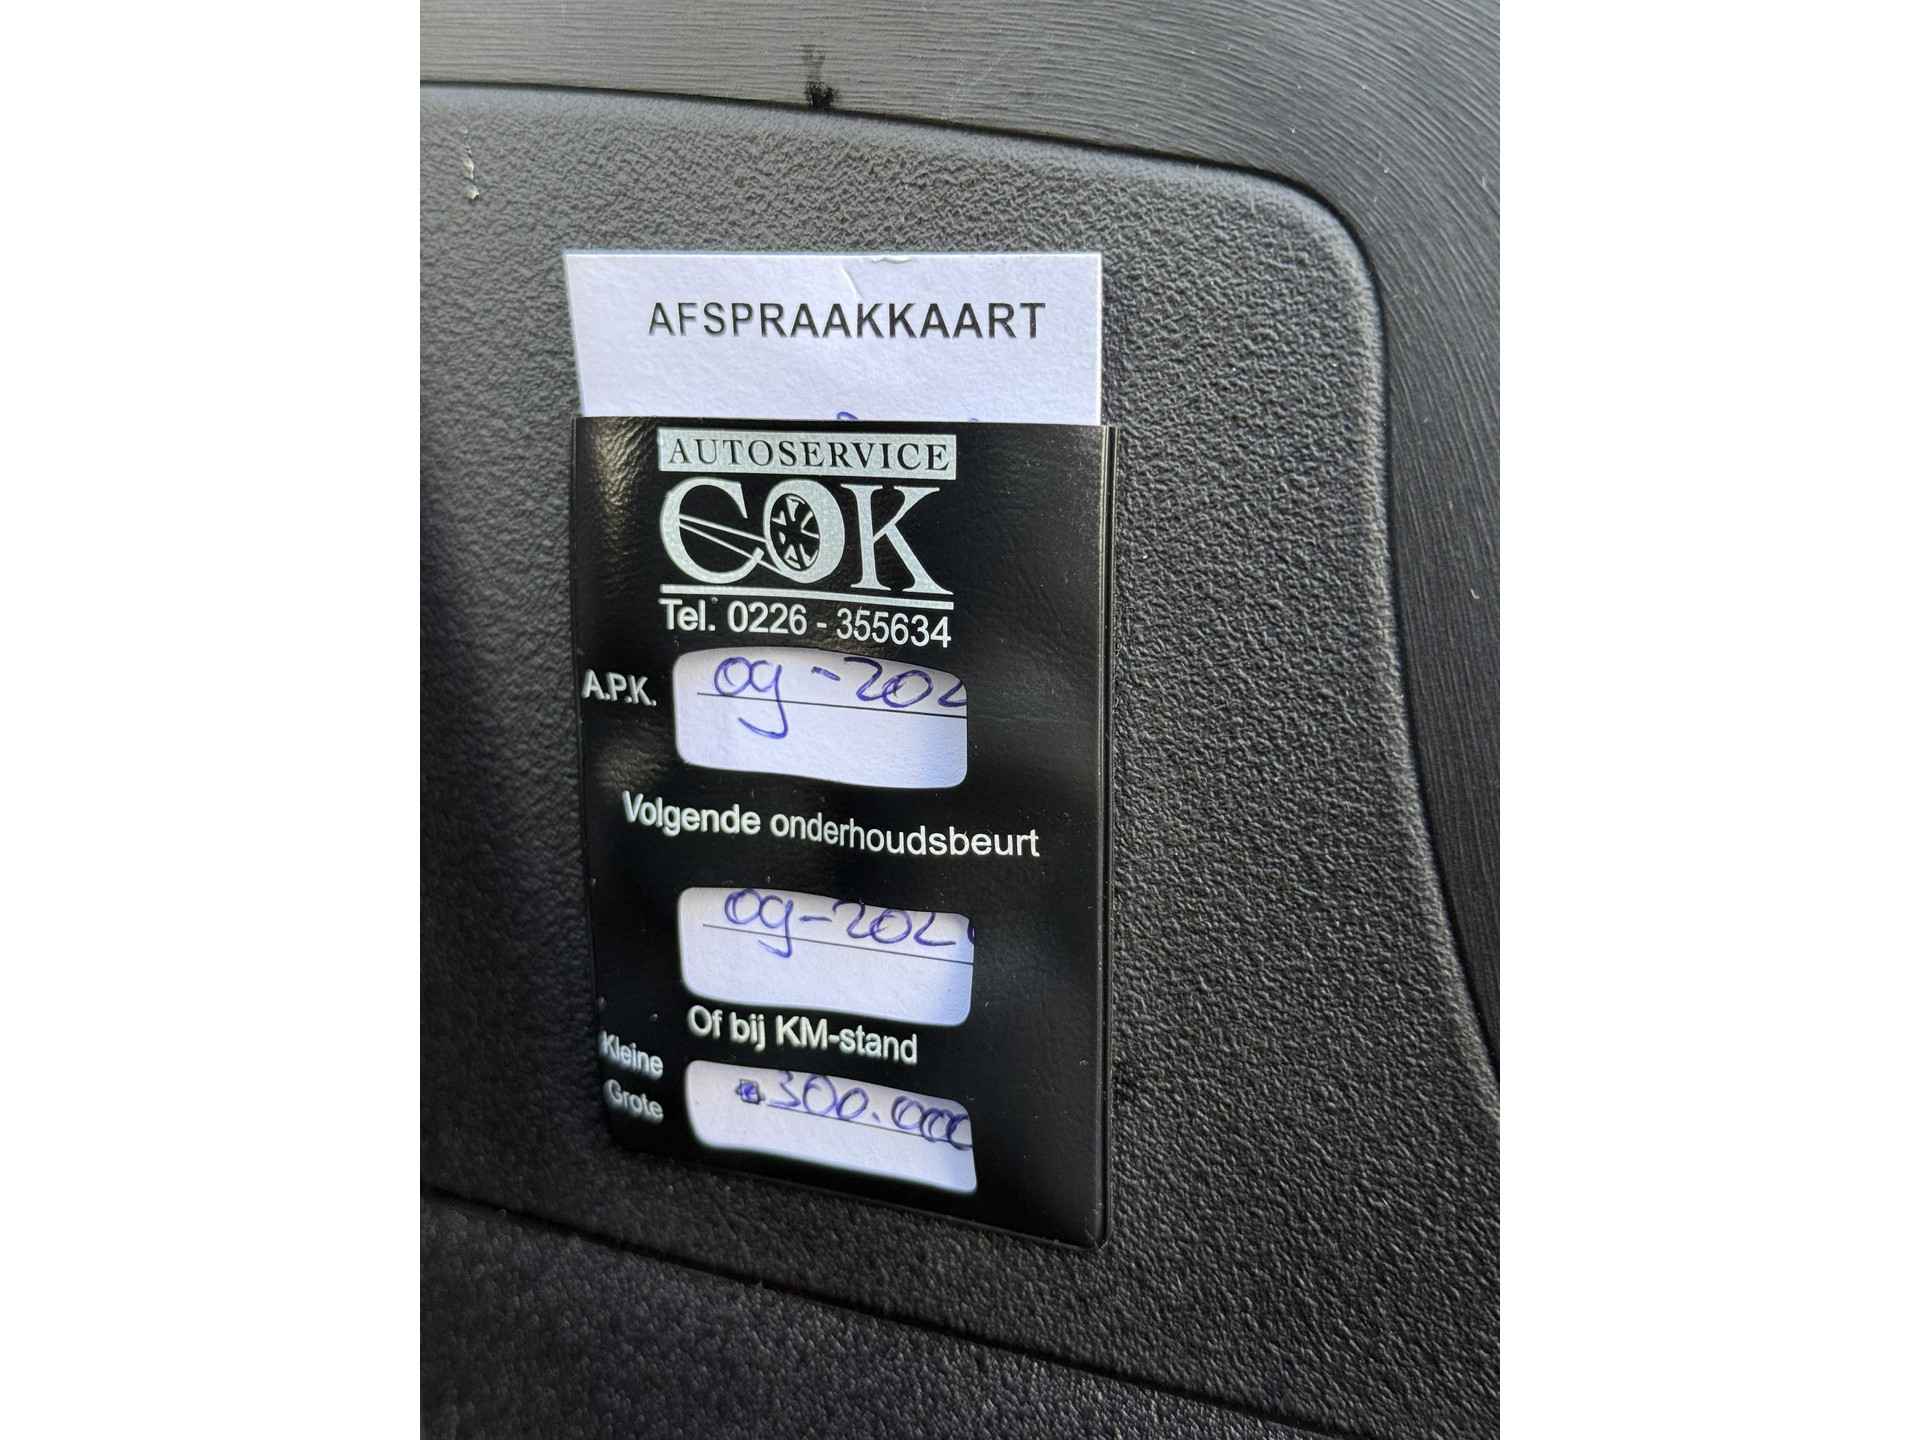 AFSPRAAKKAART
AUTOSERVICE
COK
Tel. 0226 - 355634
A.P.K. 09-202
Volgende onderhoudsbeurt
09-202
Of bij KM-stand
Kleine
Grote
300.000